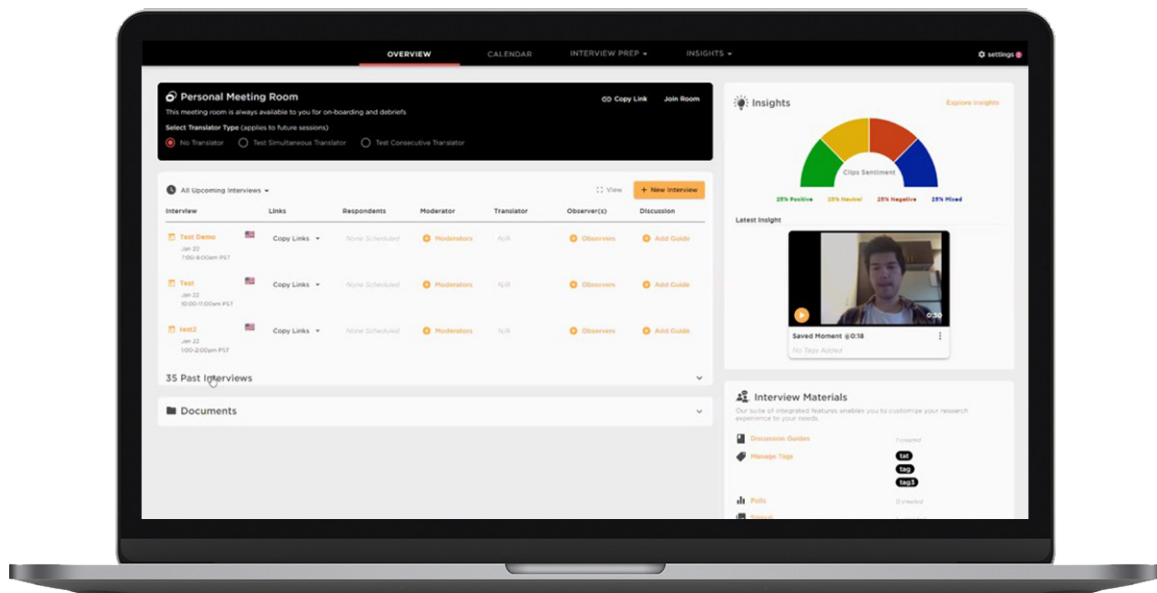 OVERVIEW
CALENDAR
INTERVIEW PREP
INSIGHTS
settings
Personal Meeting Room
Copy Link
Join Room
This meeting room is always available to you for on-boarding and debriefs
Select Translator Type (applies to future sessions)
No Translator
Test Simultaneous Translator
Test Consecutive Translator
All Upcoming Interviews
View
+ New Interview
Interview Links Respondents Moderator Translator Observer(s) Discussion
Test Demo Copy Links None Scheduled Moderators N/A Observers Add Guide
Jan 22
7:00-8:00am PST
Test Copy Links None Scheduled Moderators N/A Observers Add Guide
Jan 22
10:00-11:00am PST
test2 Copy Links None Scheduled Moderators N/A Observers Add Guide
Jan 22
1:00-2:00pm PST
35 Past Interviews
Documents
Insights
Explore Insights
Clips Sentiment
25% Positive 25% Neutral 25% Negative 25% Mixed
Latest Insight
0:30
Saved Moment @0:18
No Tags Added
Interview Materials
Our suite of integrated features enables you to customize your research
experience to your needs.
Discussion Guides
1 created
Manage Tags
tat
tag
tag3
Polls
0 created